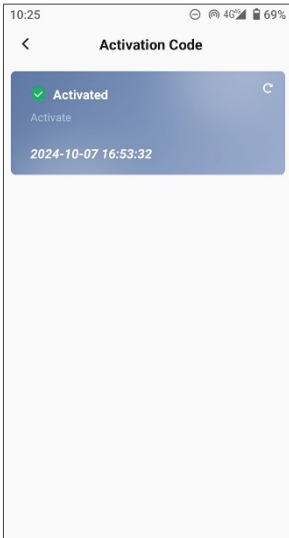 10:25 4G 69%
Activation Code
Activated
Activate
2024-10-07 16:53:32